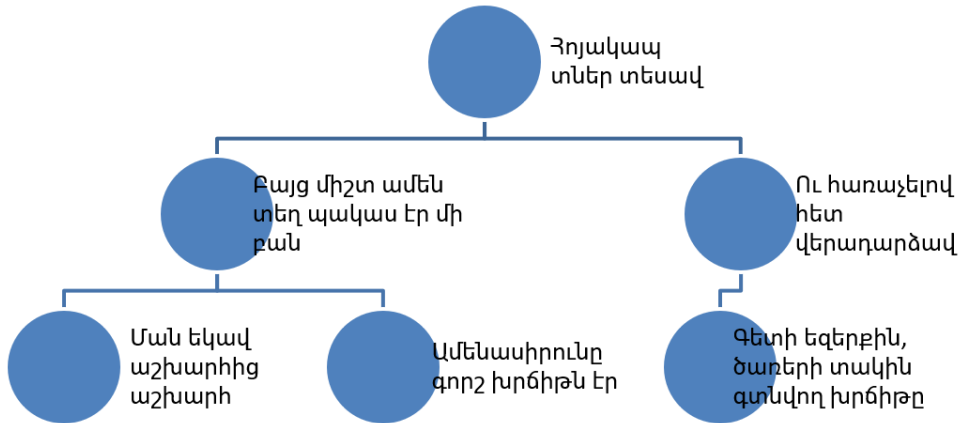 Հոյակապ
տներ տեսավ
Բայց միշտ ամեն
տեղ պակաս էր մի
բան
Ու հառաչելով
հետ
վերադարձավ
Ման եկավ
աշխարհից
աշխարհ
Ամենասիրունը
գորշ խրճիթն էր
Գետի եզերքին,
ծառերի տակին
գտնվող խրճիթը